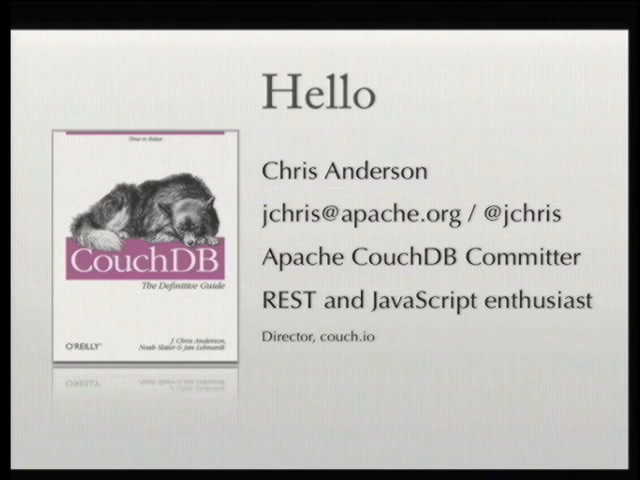 Hello
Chris Anderson
jchris@apache.org / @jchris
Apache CouchDB Committer
REST and JavaScript enthusiast
Director, couch.io
Time to Relax
CouchDB
The Definitive Guide
O'REILLY™
J. Chris Anderson,
Noah Slater & Jan Lehnardt